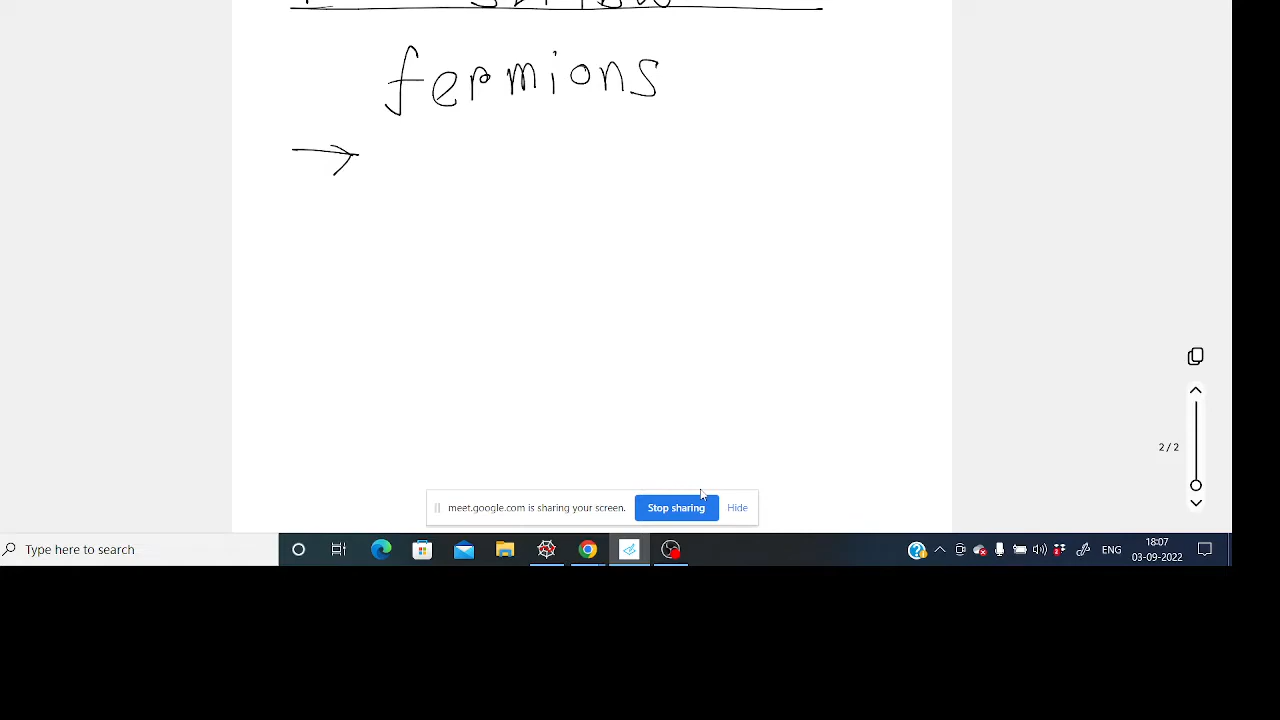 fermions
→
2 / 2
meet.google.com is sharing your screen.
Stop sharing
Hide
Type here to search
ENG
18:07
03-09-2022